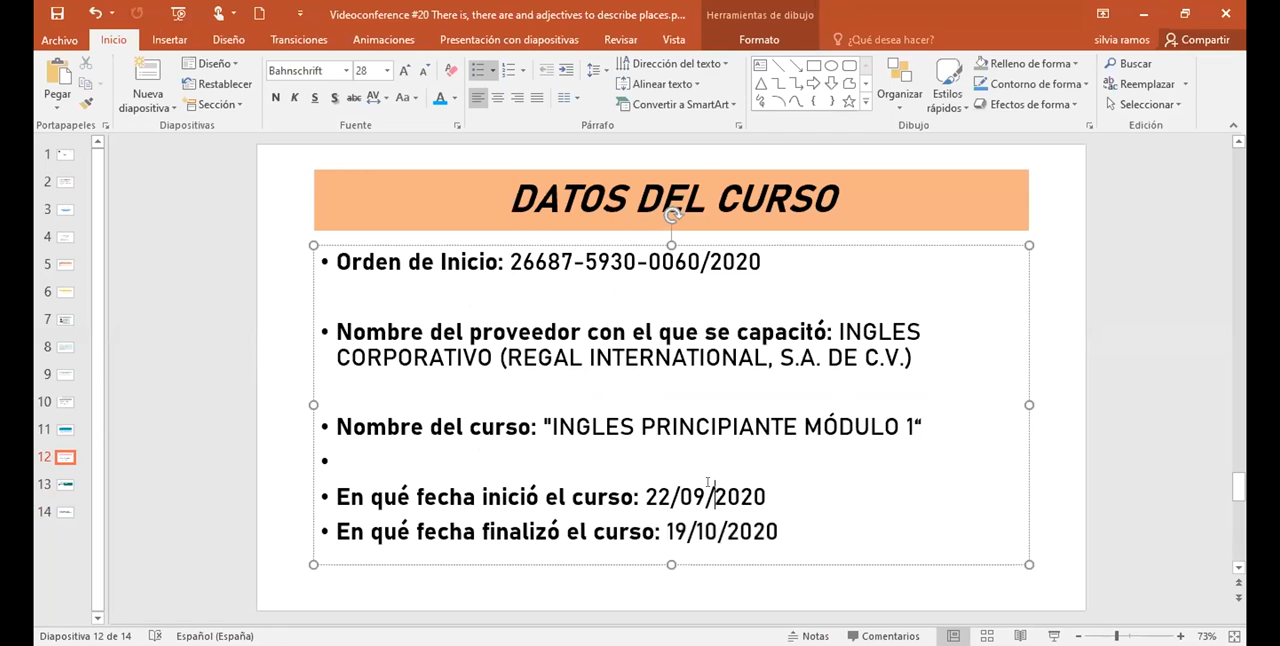 Videoconference #20 There is, there are and adjectives to describe places.p...
Herramientas de dibujo
Archivo Inicio Insertar Diseño Transiciones Animaciones Presentación con diapositivas Revisar Vista Formato ¿Qué desea hacer? silvia ramos Compartir
Pegar
Nueva diapositiva
Diseño
Restablecer
Sección
Bahnschrift 28
N K S S abc AV Aa A
Dirección del texto
Alinear texto
Convertir a SmartArt
Organizar
Estilos rápidos
Relleno de forma
Contorno de forma
Efectos de forma
Buscar
Reemplazar
Seleccionar
Portapapeles Diapositivas Fuente Párrafo Dibujo Edición
1
2
3
4
5
6
7
8
9
10
11
12
13
14
DATOS DEL CURSO
• Orden de Inicio: 26687-5930-0060/2020
• Nombre del proveedor con el que se capacitó: INGLES
CORPORATIVO (REGAL INTERNATIONAL, S.A. DE C.V.)
• Nombre del curso: "INGLES PRINCIPIANTE MÓDULO 1“
•
• En qué fecha inició el curso: 22/09/2020
• En qué fecha finalizó el curso: 19/10/2020
Diapositiva 12 de 14 Español (España) Notas Comentarios 73%